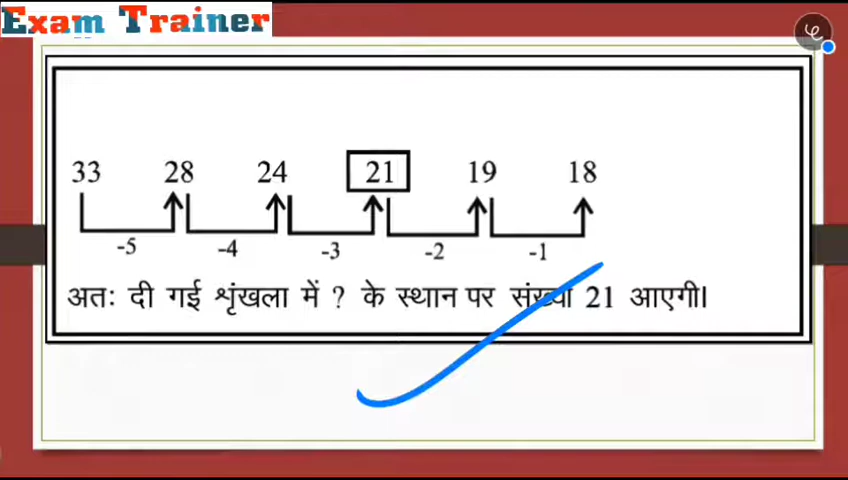 Exam Trainer
33 28 24 21 19 18
-5 -4 -3 -2 -1
अतः दी गई शृंखला में ? के स्थान पर संख्या 21 आएगी।